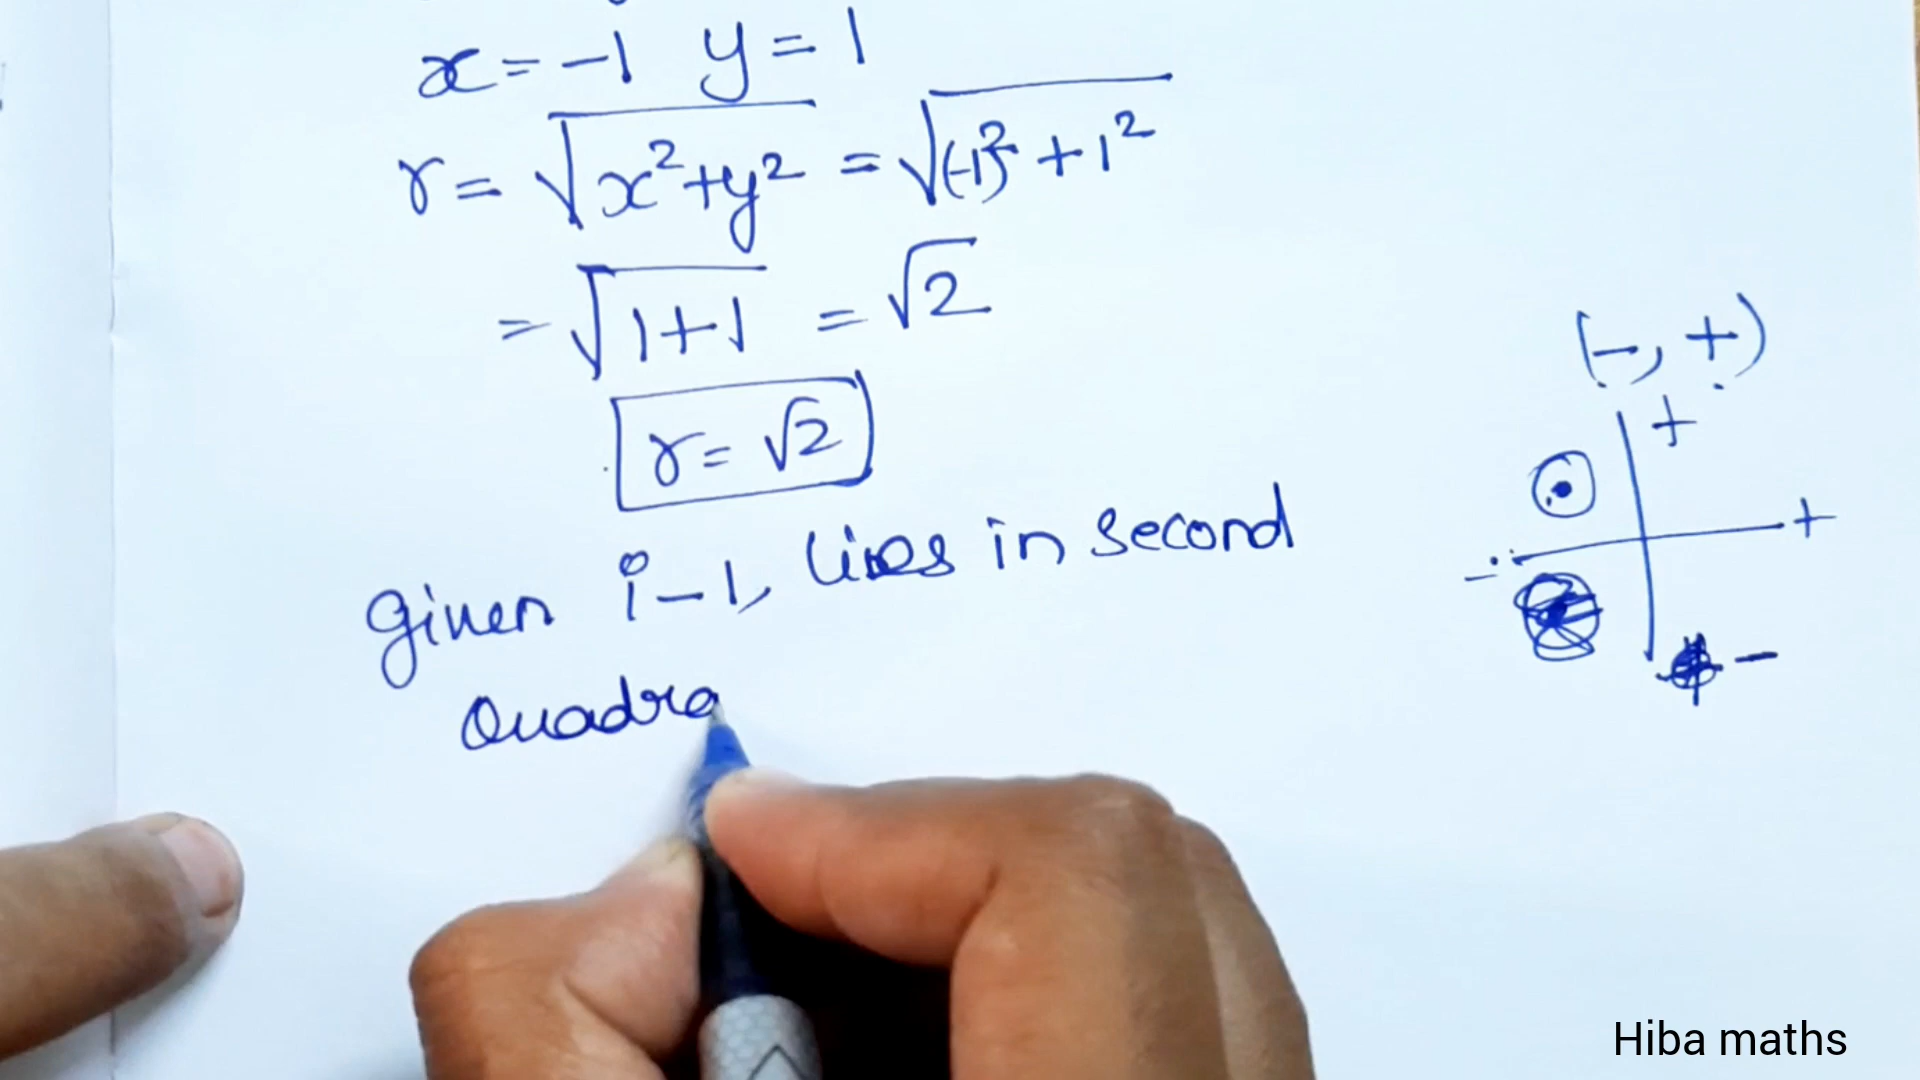 x = -1 y = 1
r = √x²+y² = √(-1)² + 1²
= √1+1 = √2
r = √2
given i-1, lies in second
Quadra
(-, +)
+
- +
-
Hiba maths